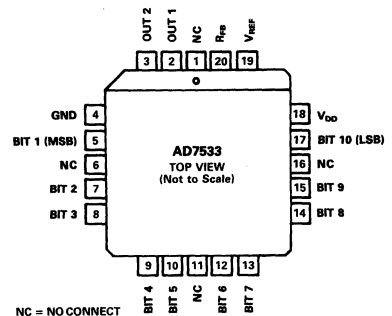 OUT 2
OUT 1
NC
RFB
VREF
3
2
1
20
19
GND 4
18 VDD
BIT 1 (MSB) 5
17 BIT 10 (LSB)
NC 6
16 NC
BIT 2 7
15 BIT 9
BIT 3 8
14 BIT 8
AD7533
TOP VIEW
(Not to Scale)
9
10
11
12
13
BIT 4
BIT 5
NC
BIT 6
BIT 7
NC = NO CONNECT